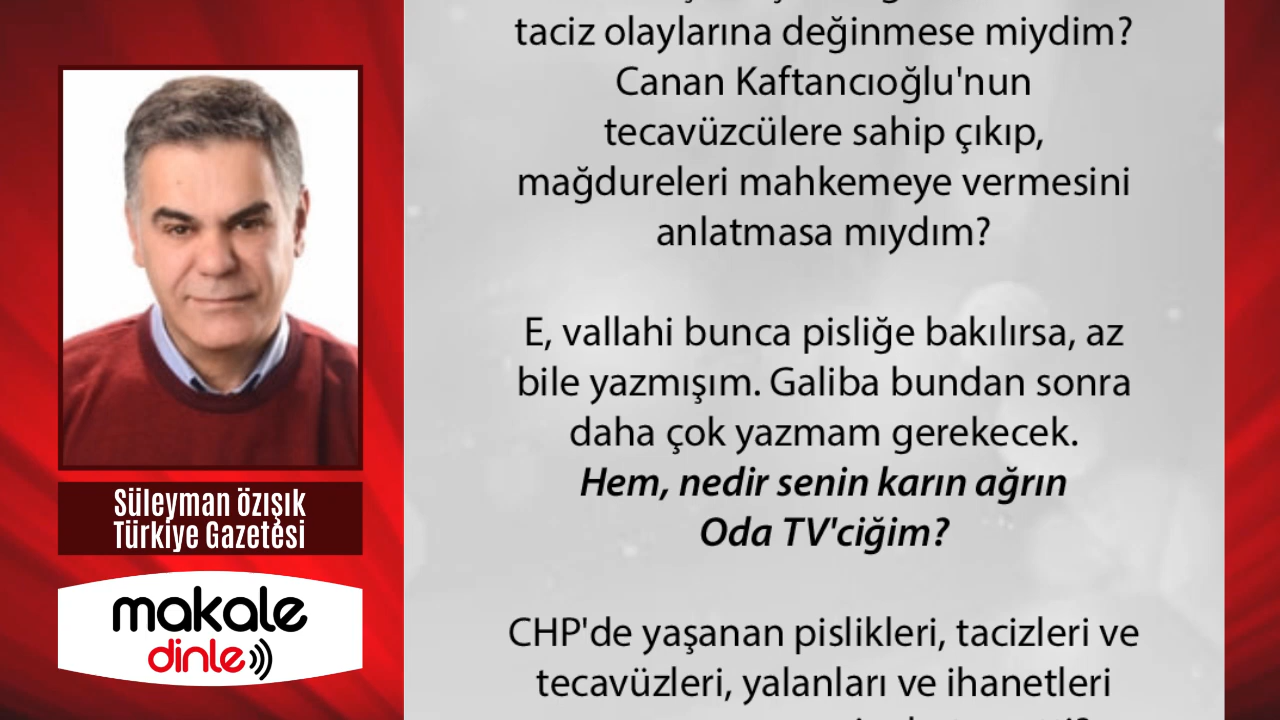 taciz olaylarına değinmese miydim?
Canan Kaftancıoğlu'nun
tecavüzcülere sahip çıkıp,
mağdureleri mahkemeye vermesini
anlatmasa mıydım?
E, vallahi bunca pisliğe bakılırsa, az
bile yazmışım. Galiba bundan sonra
daha çok yazmam gerekecek.
Hem, nedir senin karın ağrın
Oda TV'ciğim?
CHP'de yaşanan pislikleri, tacizleri ve
tecavüzleri, yalanları ve ihanetleri
Süleyman Özışık
Türkiye Gazetesi
makale
dinle